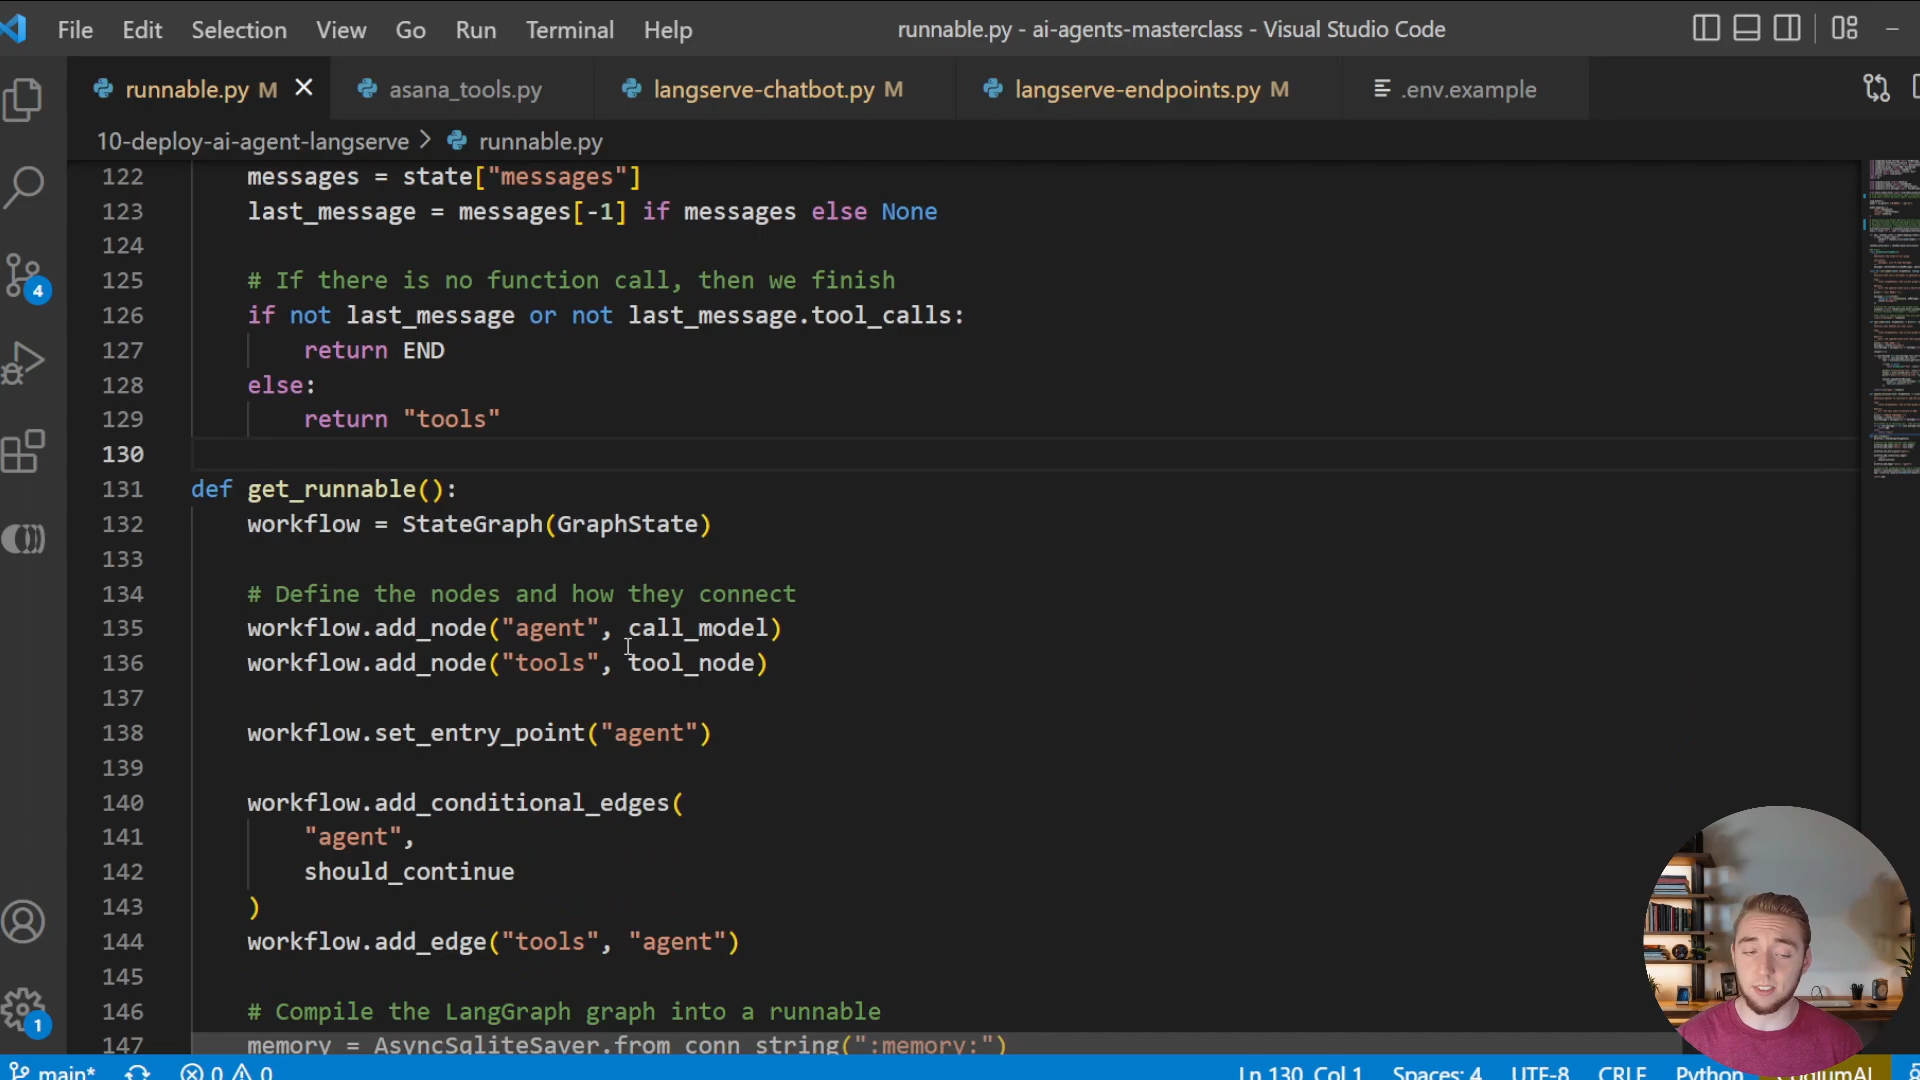 File Edit Selection View Go Run Terminal Help runnable.py - ai-agents-masterclass - Visual Studio Code
runnable.py M asana_tools.py langserve-chatbot.py M langserve-endpoints.py M .env.example
10-deploy-ai-agent-langserve > runnable.py
122 messages = state["messages"]
123 last_message = messages[-1] if messages else None
124
125 # If there is no function call, then we finish
126 if not last_message or not last_message.tool_calls:
127 return END
128 else:
129 return "tools"
130
131 def get_runnable():
132 workflow = StateGraph(GraphState)
133
134 # Define the nodes and how they connect
135 workflow.add_node("agent", call_model)
136 workflow.add_node("tools", tool_node)
137
138 workflow.set_entry_point("agent")
139
140 workflow.add_conditional_edges(
141 "agent",
142 should_continue
143 )
144 workflow.add_edge("tools", "agent")
145
146 # Compile the LangGraph graph into a runnable
147 memory = AsyncSqliteSaver.from_conn_string(":memory:")
4
1
main* 0 0 Ln 130, Col 1 Spaces: 4 UTF-8 CRLF Python